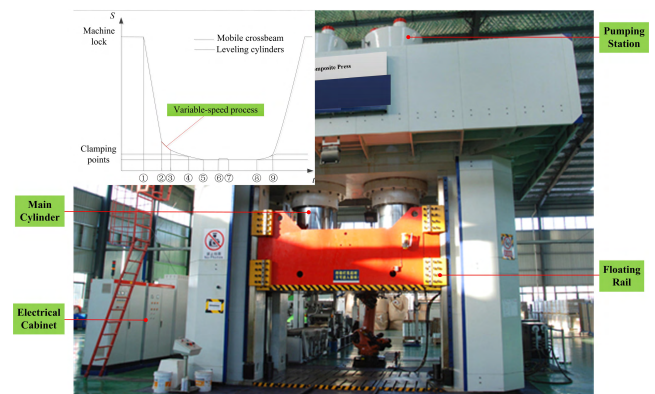 S
Machine
lock
Mobile crossbeam
Leveling cylinders
Variable-speed process
Clamping
points
① ② ③ ④ ⑤ ⑥ ⑦ ⑧ ⑨ t
Pumping
Station
Composite Press
Main
Cylinder
Floating
Rail
Electrical
Cabinet